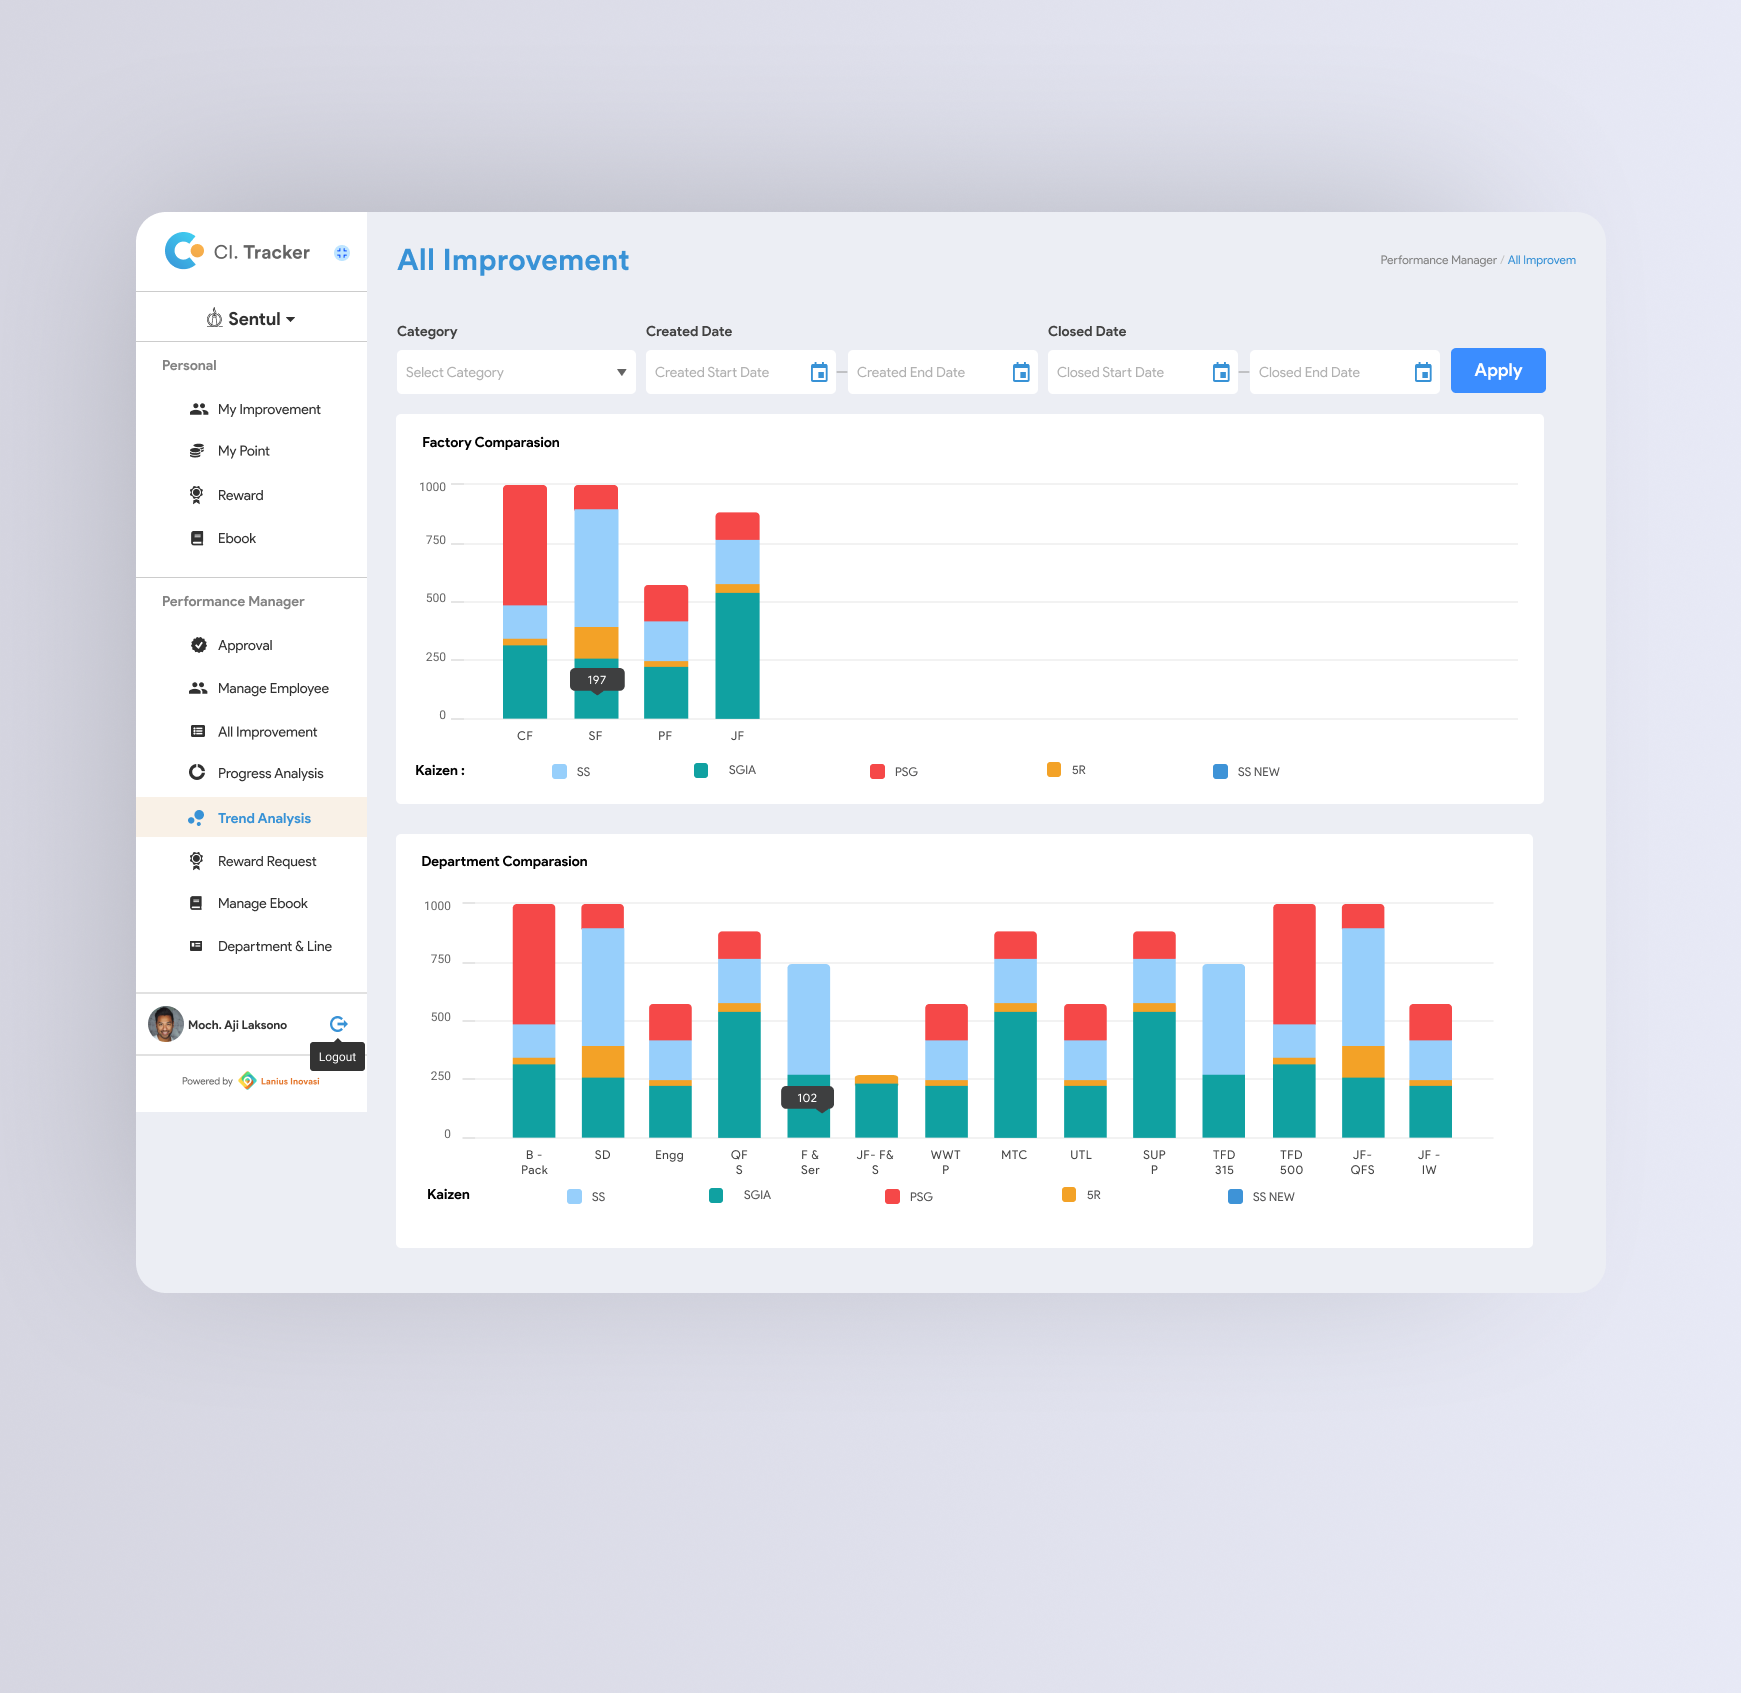 CI. Tracker
Sentul
Personal
My Improvement
My Point
Reward
Ebook
Performance Manager
Approval
Manage Employee
All Improvement
Progress Analysis
Trend Analysis
Reward Request
Manage Ebook
Department & Line
Moch. Aji Laksono
Logout
Powered by Lanius Inovasi
All Improvement
Performance Manager / All Improvem
Category
Created Date
Closed Date
Select Category
Created Start Date
Created End Date
Closed Start Date
Closed End Date
Apply
Factory Comparasion
1000
750
500
250
0
197
CF SF PF JF
Kaizen : SS SGIA PSG 5R SS NEW
Department Comparasion
1000
750
500
250
0
102
B - Pack
SD
Engg
QF S
F & Ser
JF- F& S
WWT P
MTC
UTL
SUP P
TFD 315
TFD 500
JF- QFS
JF - IW
Kaizen SS SGIA PSG 5R SS NEW